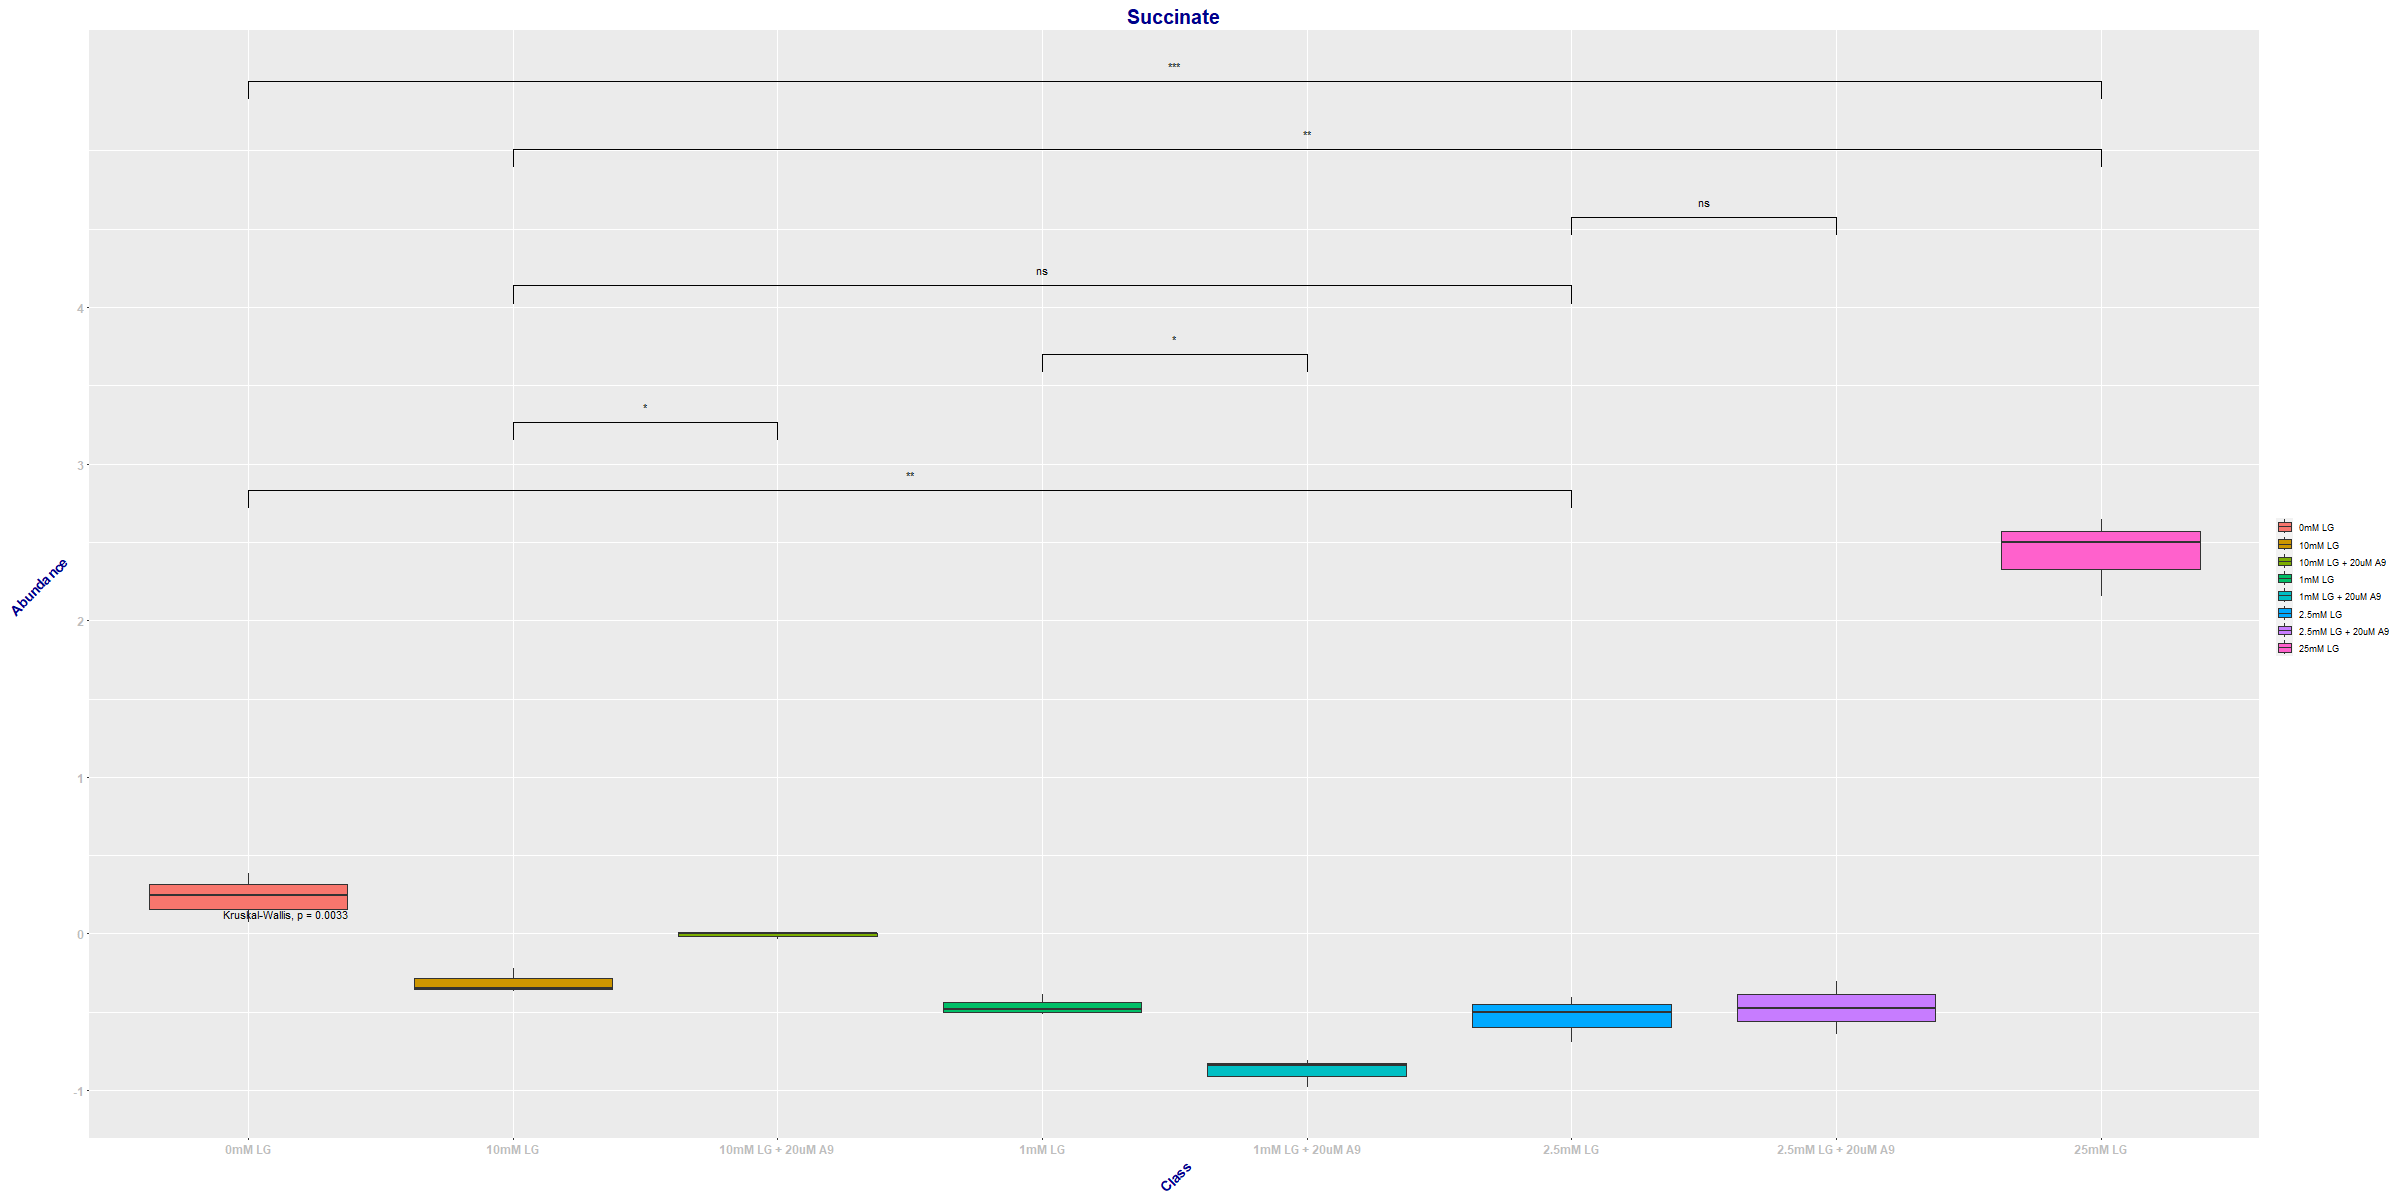 Succinate
***
**
ns
ns
*
*
**
4
3
2
1
0
-1
Abundance
Kruskal-Wallis, p = 0.0033
0mM LG
10mM LG
10mM LG + 20uM A9
1mM LG
1mM LG + 20uM A9
2.5mM LG
2.5mM LG + 20uM A9
25mM LG
Class
0mM LG
10mM LG
10mM LG + 20uM A9
1mM LG
1mM LG + 20uM A9
2.5mM LG
2.5mM LG + 20uM A9
25mM LG